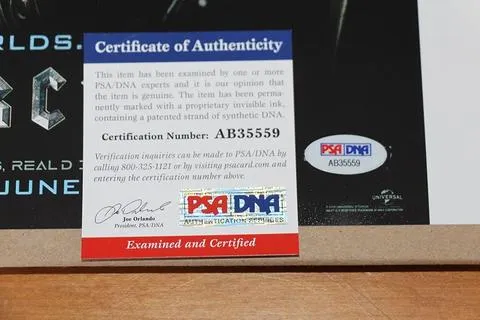 RLDS.
RC
S, REALD 3
JUNE
Certificate of Authenticity
This item has been examined by one or more
PSA/DNA experts and it is our opinion that
the item is genuine. The item has been perma-
nently marked with a proprietary invisible ink,
containing a patented strand of synthetic DNA.
Certification Number: AB35559
Verification inquiries can be made to PSA/DNA by
calling 800-325-1121 or by visiting psacard.com and
entering the certification number above.
Joe Orlando
President, PSA/DNA
PSA DNA
AUTHENTICATION SERVICES
Examined and Certified
PSA DNA
AB35559
UNIVERSAL